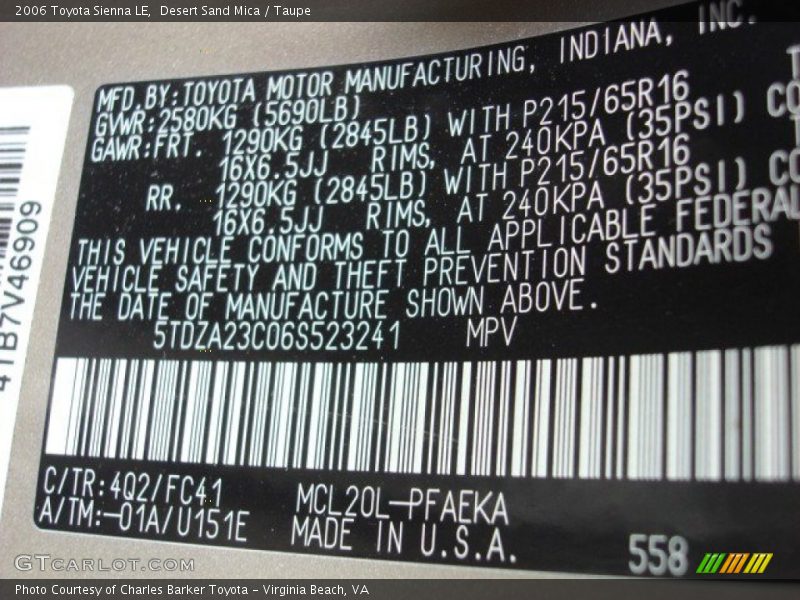 2006 Toyota Sienna LE, Desert Sand Mica / Taupe
MFD.BY:TOYOTA MOTOR MANUFACTURING, INDIANA, INC.
GVWR:2580KG (5690LB)
GAWR:FRT. 1290KG (2845LB) WITH P215/65R16
16X6.5JJ RIMS, AT 240KPA (35PSI) CO
RR. 1290KG (2845LB) WITH P215/65R16
16X6.5JJ RIMS, AT 240KPA (35PSI) CO
THIS VEHICLE CONFORMS TO ALL APPLICABLE FEDERAL
VEHICLE SAFETY AND THEFT PREVENTION STANDARDS
THE DATE OF MANUFACTURE SHOWN ABOVE.
5TDZA23C06S523241 MPV
C/TR:4Q2/FC41
A/TM:-01A/U151E
MCL20L-PFAEKA
MADE IN U.S.A.
558
41B7V46909
GTCARLOT.COM
Photo Courtesy of Charles Barker Toyota - Virginia Beach, VA